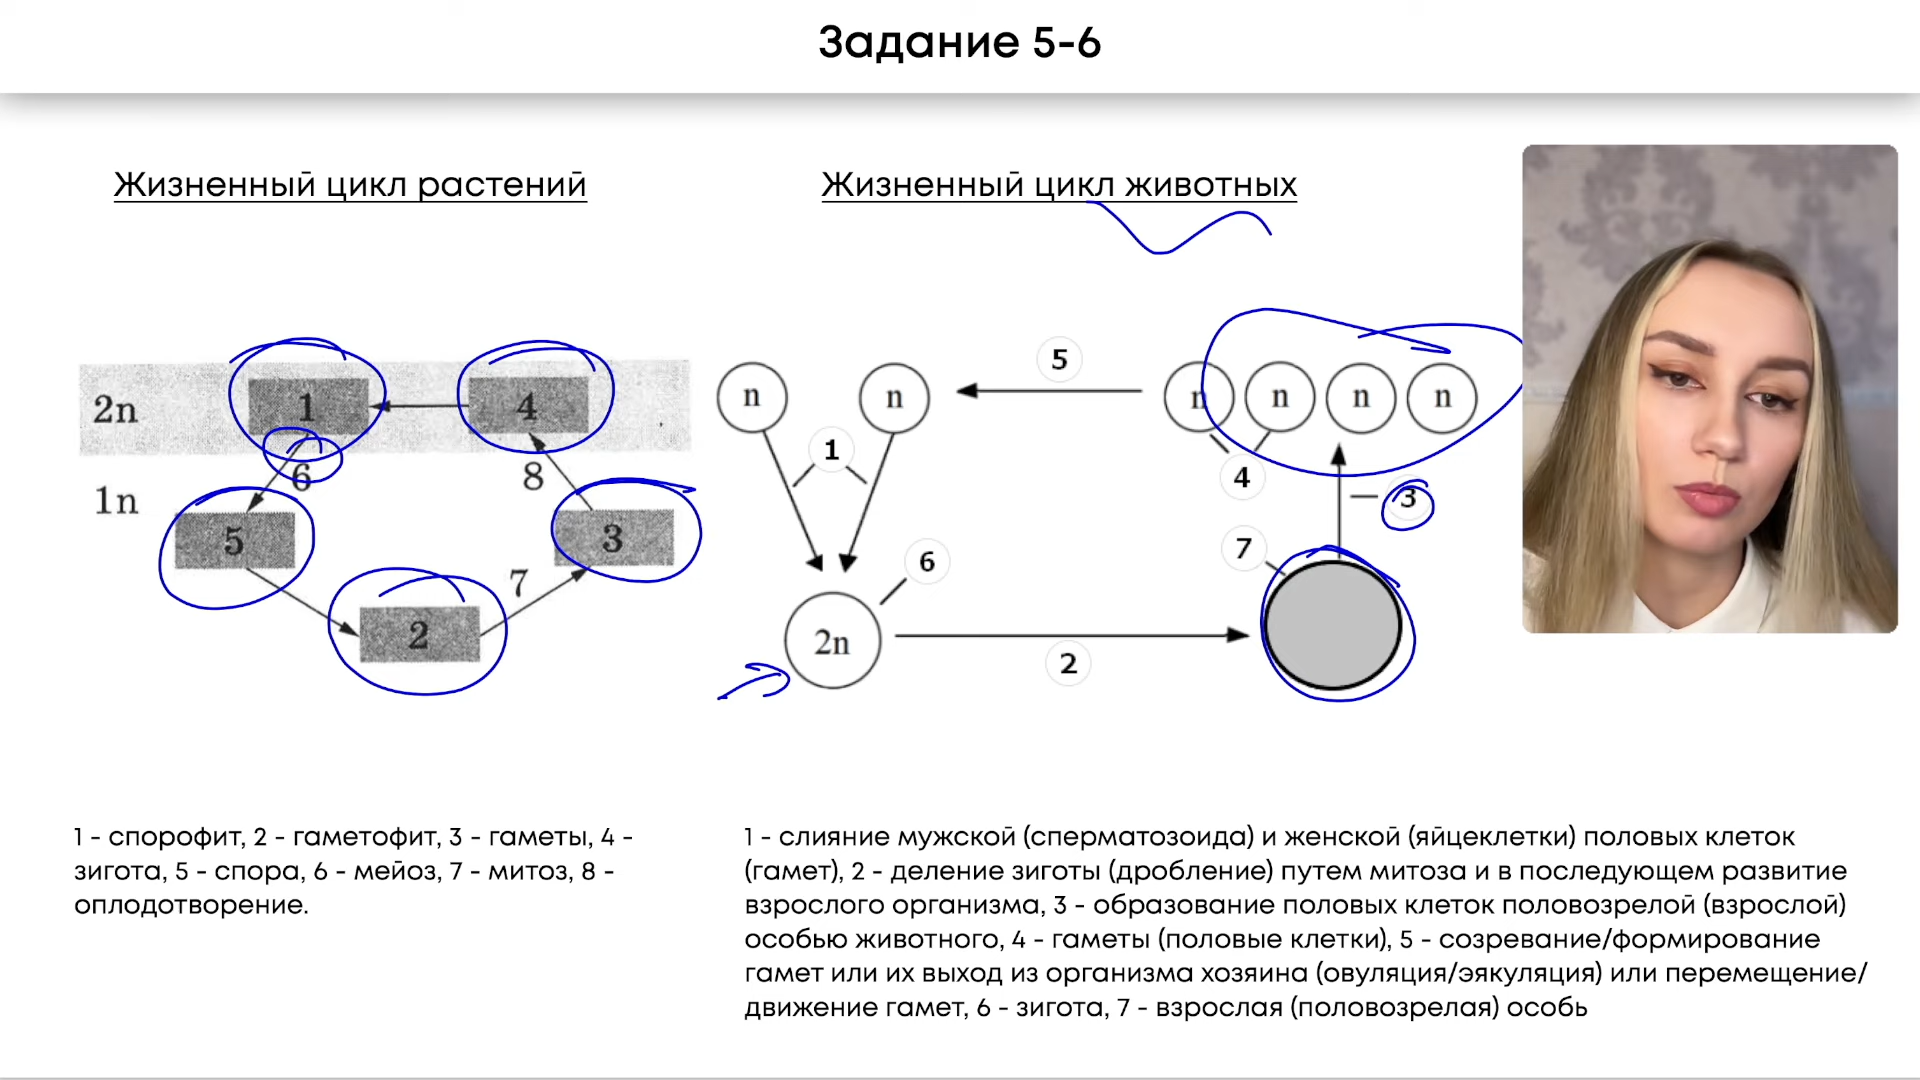 Задание 5-6
Жизненный цикл растений
Жизненный цикл животных
2n
1
4
6
8
1n
5
3
7
2
n
n
5
n
n
n
n
1
4
3
7
6
2n
2
1 - спорофит, 2 - гаметофит, 3 - гаметы, 4 -
зигота, 5 - спора, 6 - мейоз, 7 - митоз, 8 -
оплодотворение.
1 - слияние мужской (сперматозоида) и женской (яйцеклетки) половых клеток
(гамет), 2 - деление зиготы (дробление) путем митоза и в последующем развитие
взрослого организма, 3 - образование половых клеток половозрелой (взрослой)
особью животного, 4 - гаметы (половые клетки), 5 - созревание/формирование
гамет или их выход из организма хозяина (овуляция/эякуляция) или перемещение/
движение гамет, 6 - зигота, 7 - взрослая (половозрелая) особь